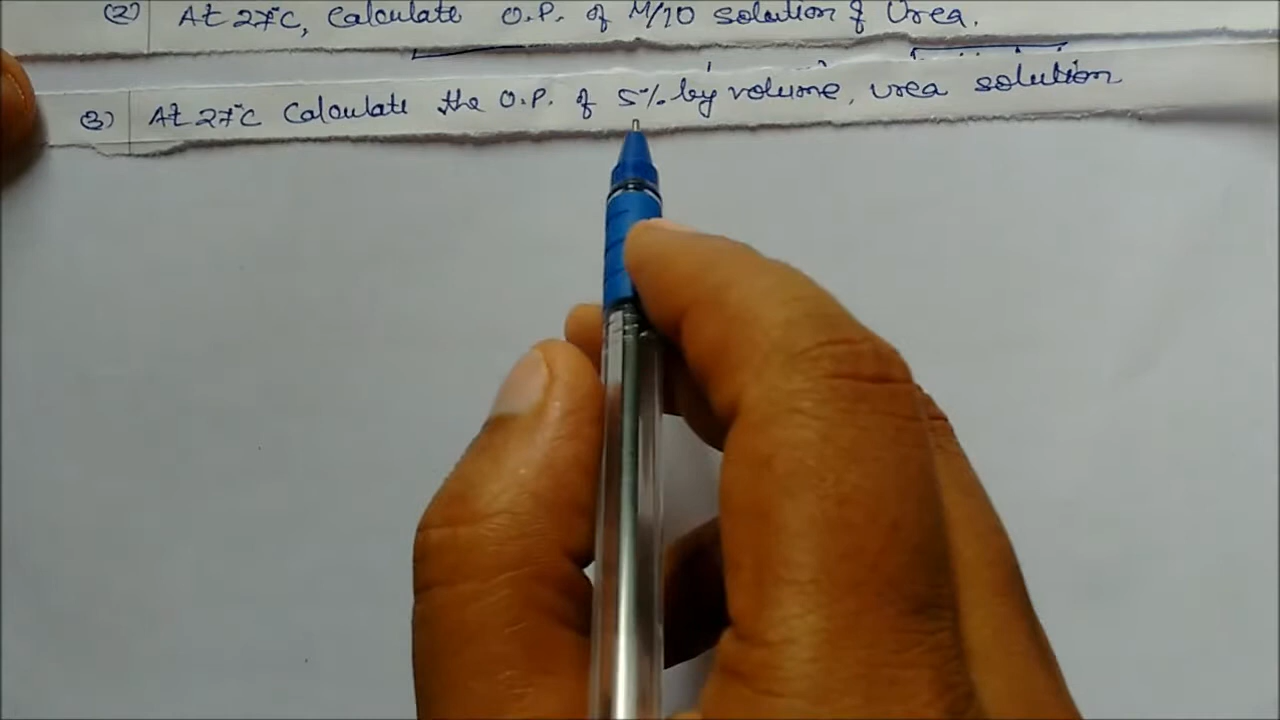 (2) At 27°C, Calculate O.P. of M/10 solution of Urea.
(3) At 27°C Calculate the O.P. of 5% by volume, urea solution